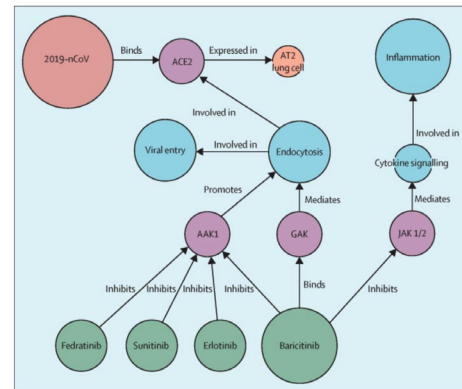 2019-nCoV
Binds
ACE2
Expressed in
AT2
lung cell
Inflammation
Involved in
Viral entry
Involved in
Endocytosis
Involved in
Cytokine signalling
Promotes
Mediates
Mediates
AAK1
GAK
JAK 1/2
Inhibits
Inhibits
Inhibits
Inhibits
Binds
Inhibits
Fedratinib
Sunitinib
Erlotinib
Baricitinib